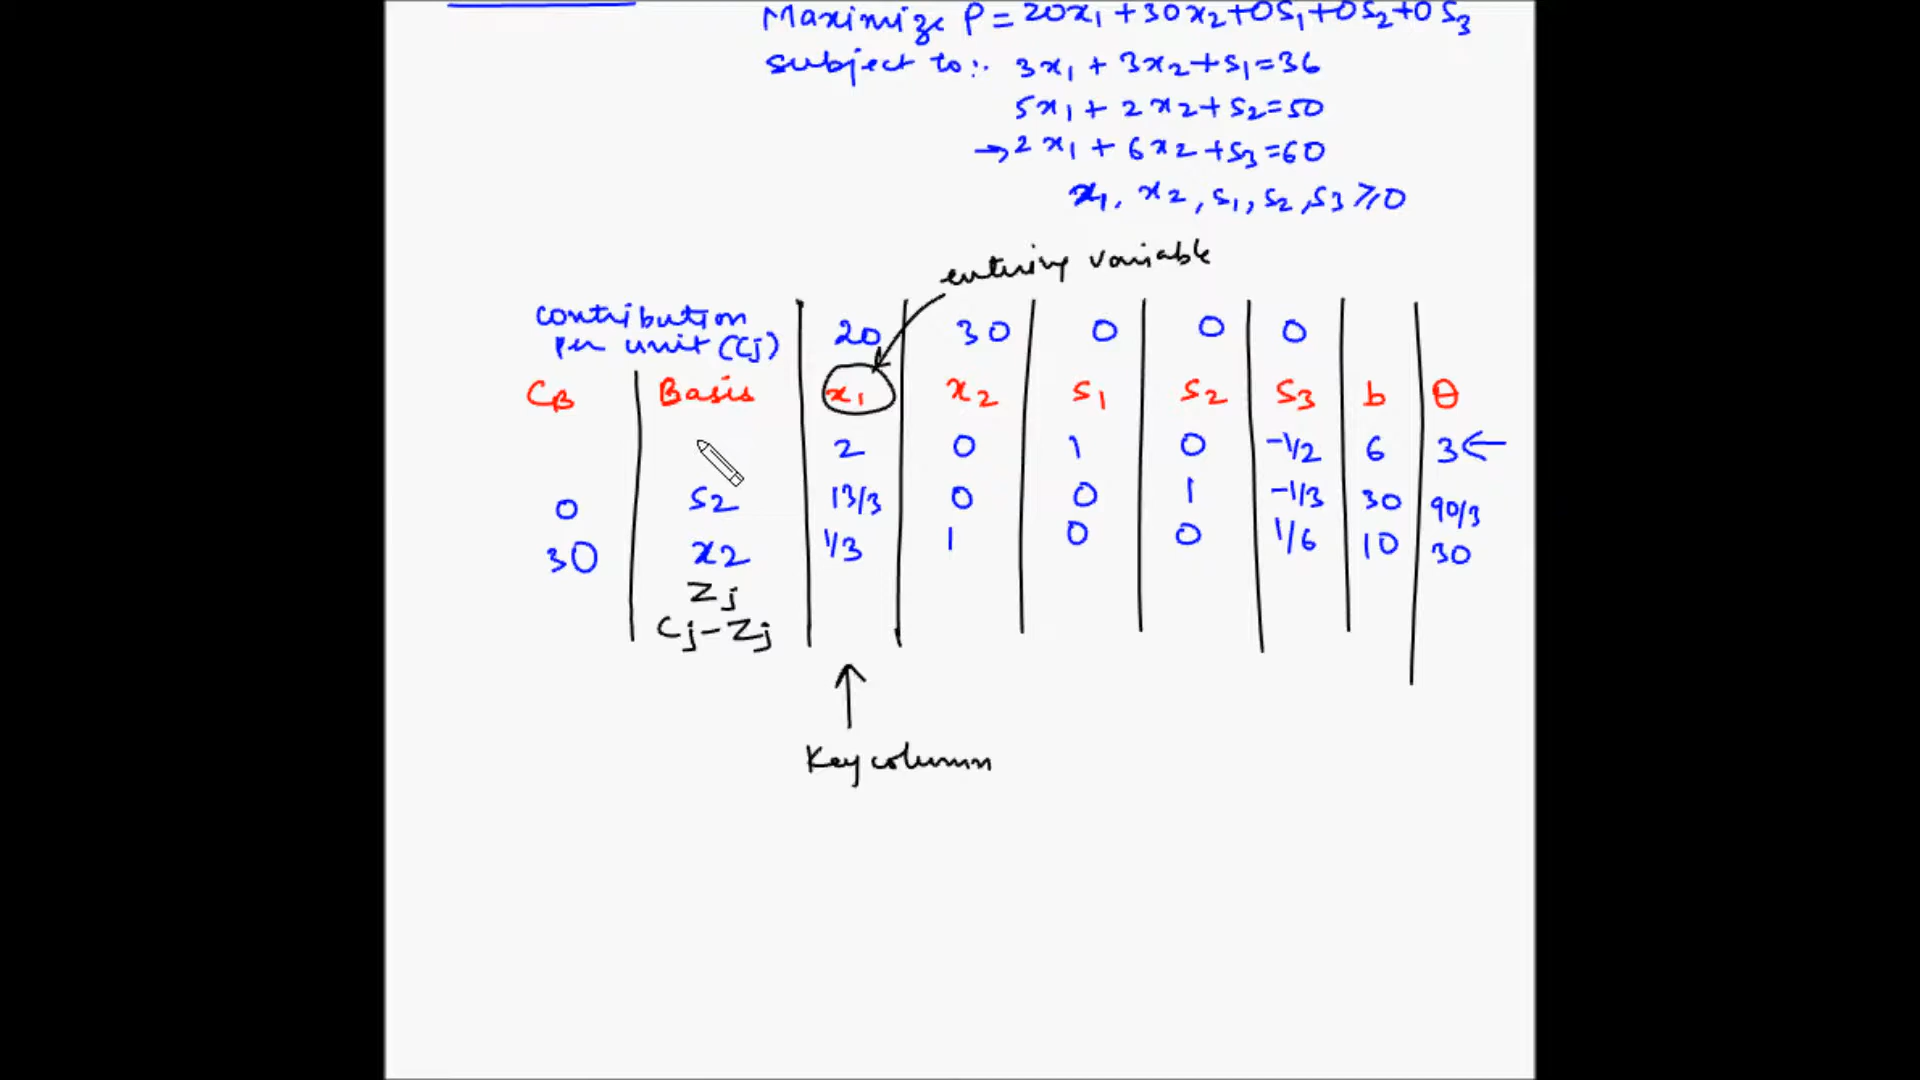 Maximize P = 20x₁ + 30x₂ + 0S₁ + 0S₂ + 0S₃
subject to:- 3x₁ + 3x₂ + S₁ = 36
5x₁ + 2x₂ + S₂ = 50
→ 2x₁ + 6x₂ + S₃ = 60
x₁, x₂, S₁, S₂, S₃ ≥ 0
entering variable
contribution per unit (Cj) 20 30 0 0 0
CB Basis x₁ x₂ S₁ S₂ S₃ b θ
2 0 1 0 -1/2 6 3 ←
0 S2 13/3 0 0 1 -1/3 30 90/3
30 x2 1/3 1 0 0 1/6 10 30
Zj
Cj-Zj
Key column